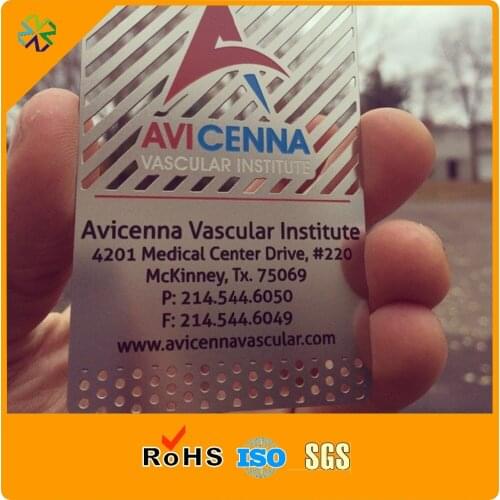 AVICENNA
VASCULAR INSTITUTE
Avicenna Vascular Institute
4201 Medical Center Drive, #220
McKinney, Tx. 75069
P: 214.544.6050
F: 214.544.6049
www.avicennavascular.com
RoHS ISO SGS